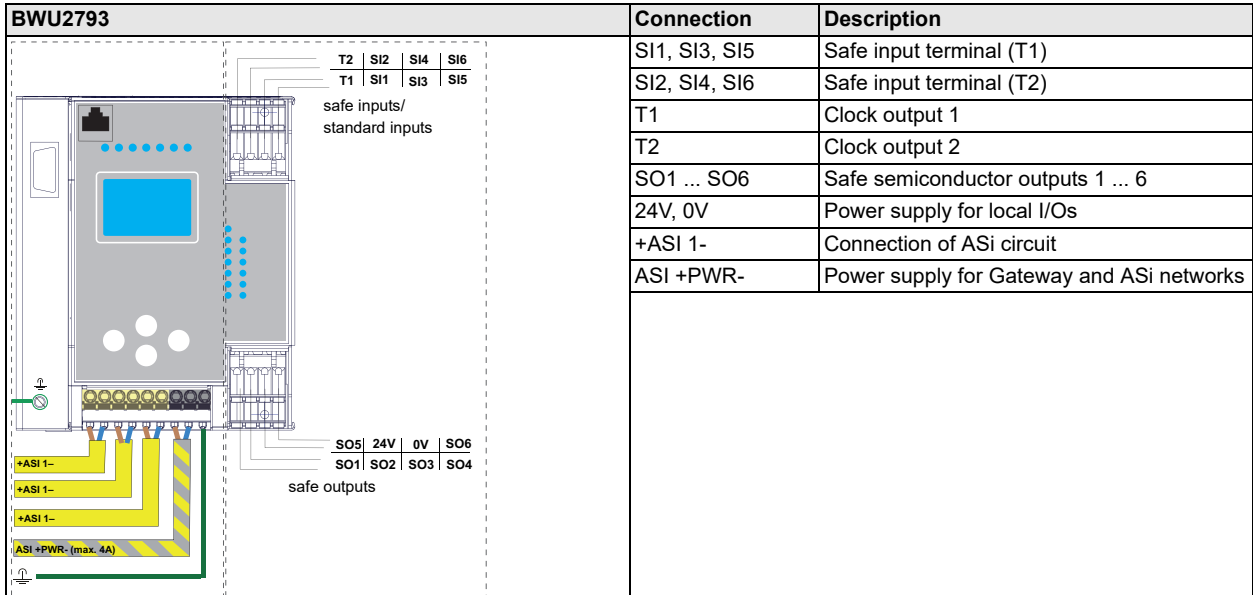 BWU2793 Connection Description
T2 SI2 SI4 SI6
T1 SI1 SI3 SI5
safe inputs/
standard inputs
SI1, SI3, SI5 Safe input terminal (T1)
SI2, SI4, SI6 Safe input terminal (T2)
T1 Clock output 1
T2 Clock output 2
SO1 ... SO6 Safe semiconductor outputs 1 ... 6
24V, 0V Power supply for local I/Os
+ASI 1- Connection of ASi circuit
ASI +PWR- Power supply for Gateway and ASi networks
SO5 24V 0V SO6
SO1 SO2 SO3 SO4
safe outputs
+ASI 1–
+ASI 1–
+ASI 1–
ASI +PWR- (max. 4A)